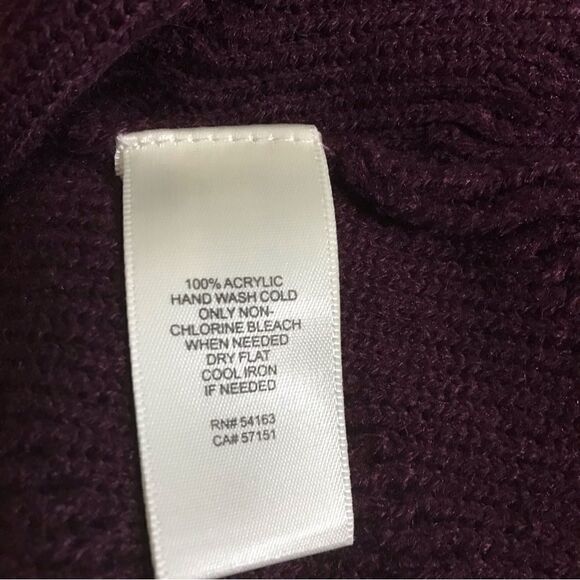 100% ACRYLIC
HAND WASH COLD
ONLY NON-
CHLORINE BLEACH
WHEN NEEDED
DRY FLAT
COOL IRON
IF NEEDED
RN# 54163
CA# 57151